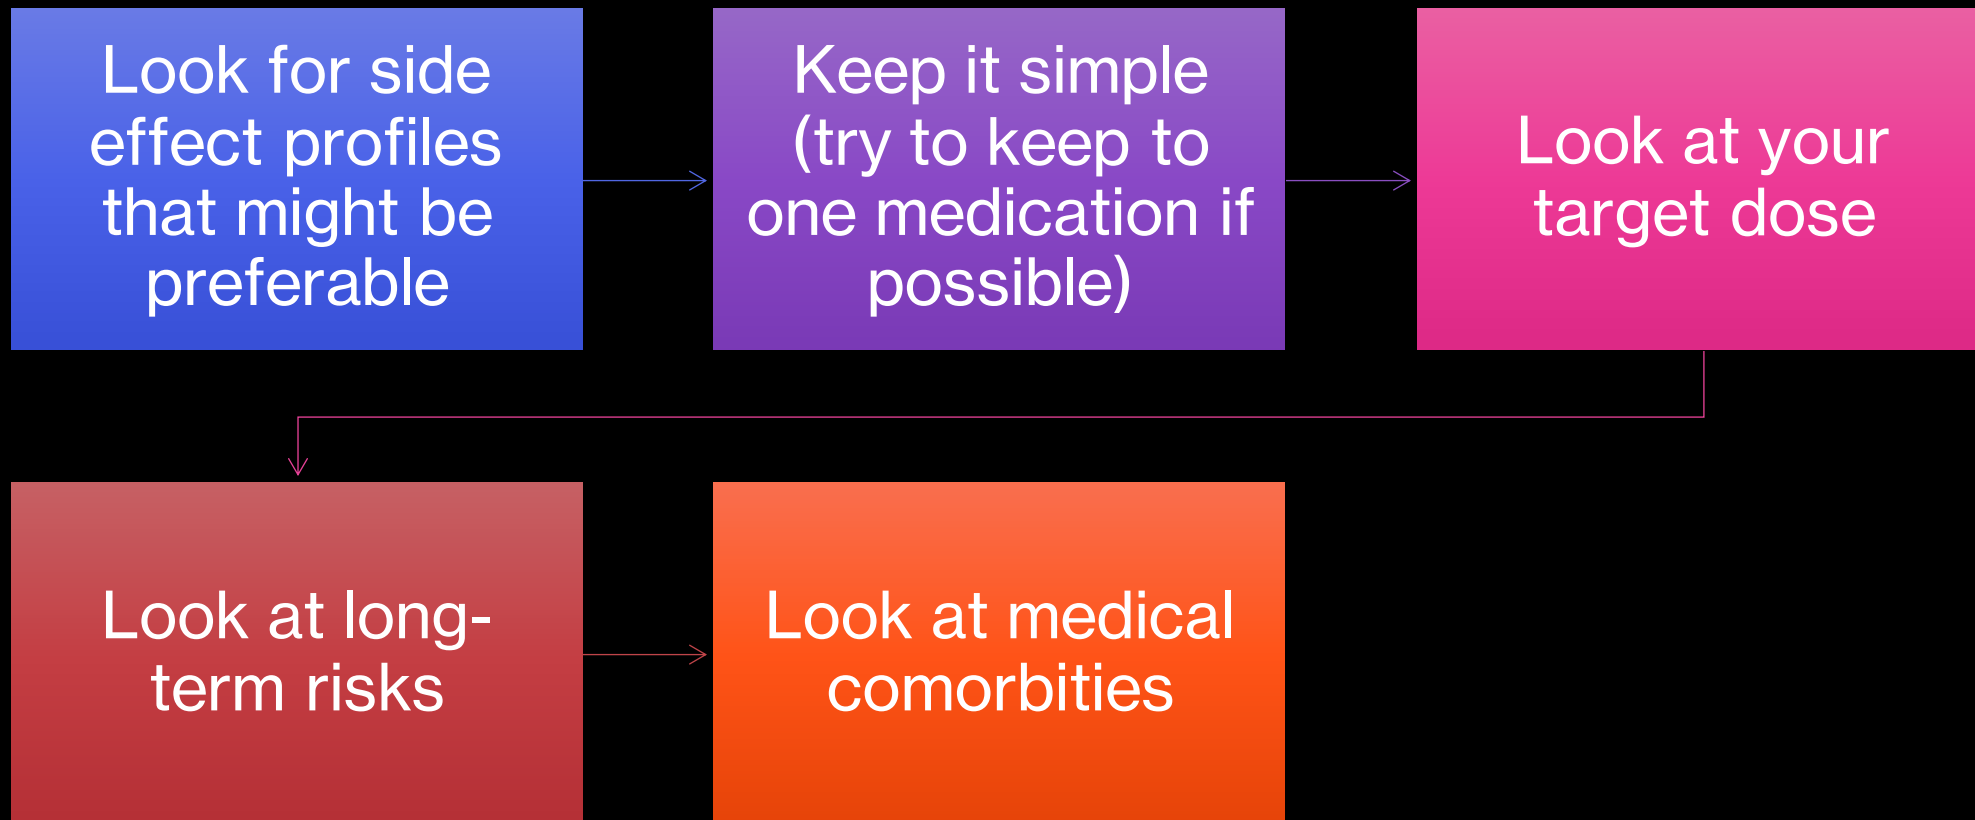 Look for side
effect profiles
that might be
preferable
Keep it simple
(try to keep to
one medication if
possible)
Look at your
target dose
Look at long-
term risks
Look at medical
comorbities